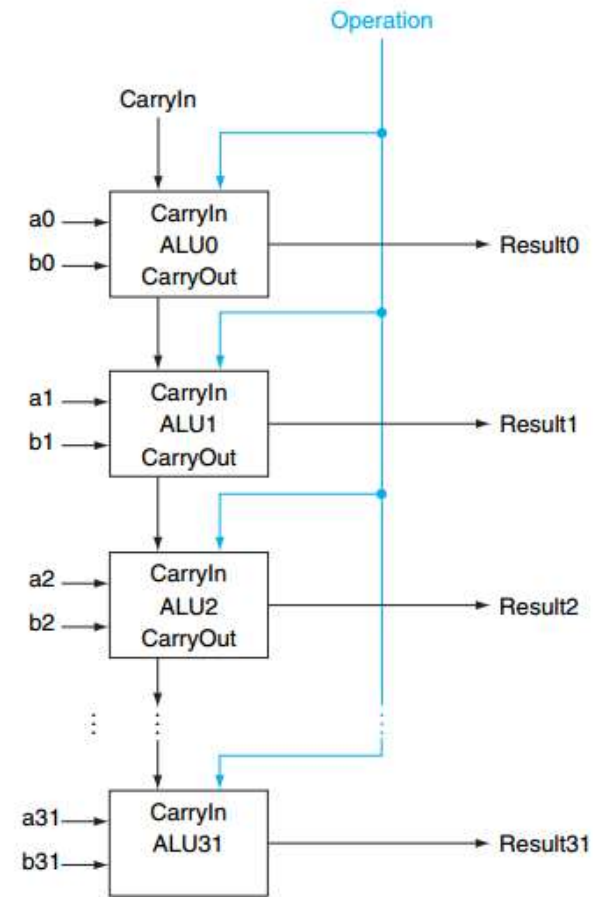 Operation
CarryIn
a0
b0
CarryIn
ALU0
CarryOut
Result0
a1
b1
CarryIn
ALU1
CarryOut
Result1
a2
b2
CarryIn
ALU2
CarryOut
Result2
a31
b31
CarryIn
ALU31
Result31